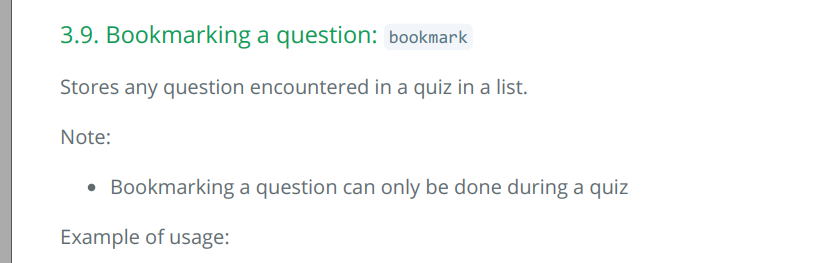 3.9. Bookmarking a question: bookmark
Stores any question encountered in a quiz in a list.
Note:
• Bookmarking a question can only be done during a quiz
Example of usage: